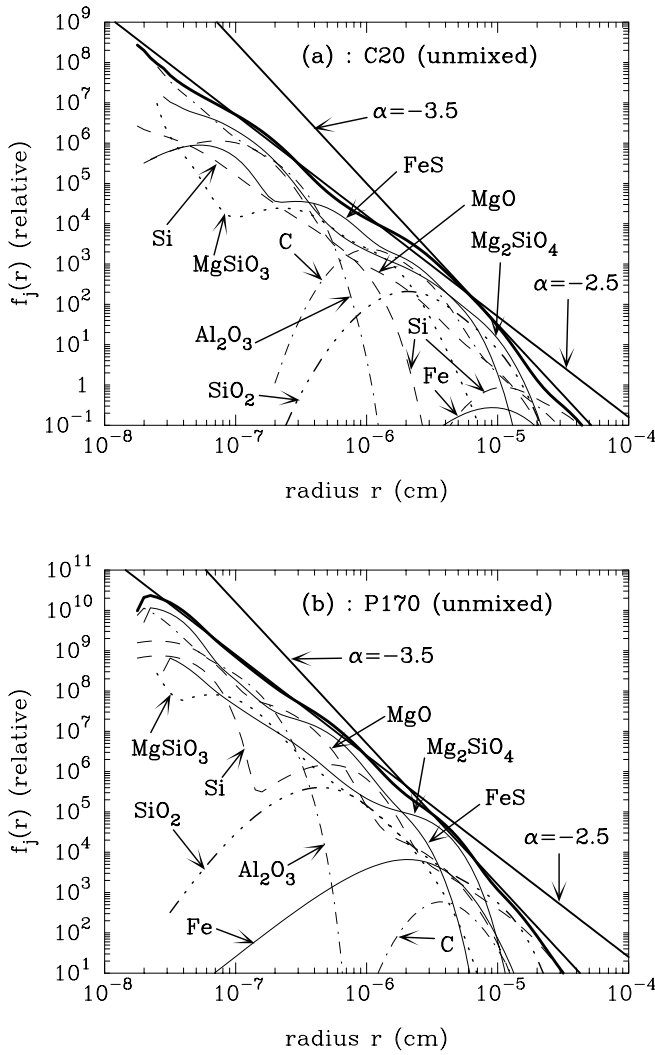 (a) : C20 (unmixed)
f_j(r) (relative)
10^9
10^8
10^7
10^6
10^5
10^4
10^3
10^2
10^1
1
10^−1
α=−3.5
FeS
MgO
Mg₂SiO₄
α=−2.5
Si
MgSiO₃
C
Al₂O₃
SiO₂
Si
Fe
10^−8
10^−7
10^−6
10^−5
10^−4
radius r (cm)
(b) : P170 (unmixed)
f_j(r) (relative)
10^11
10^10
10^9
10^8
10^7
10^6
10^5
10^4
10^3
10^2
10^1
α=−3.5
MgO
Mg₂SiO₄
FeS
α=−2.5
MgSiO₃
Si
SiO₂
Al₂O₃
Fe
C
10^−8
10^−7
10^−6
10^−5
10^−4
radius r (cm)